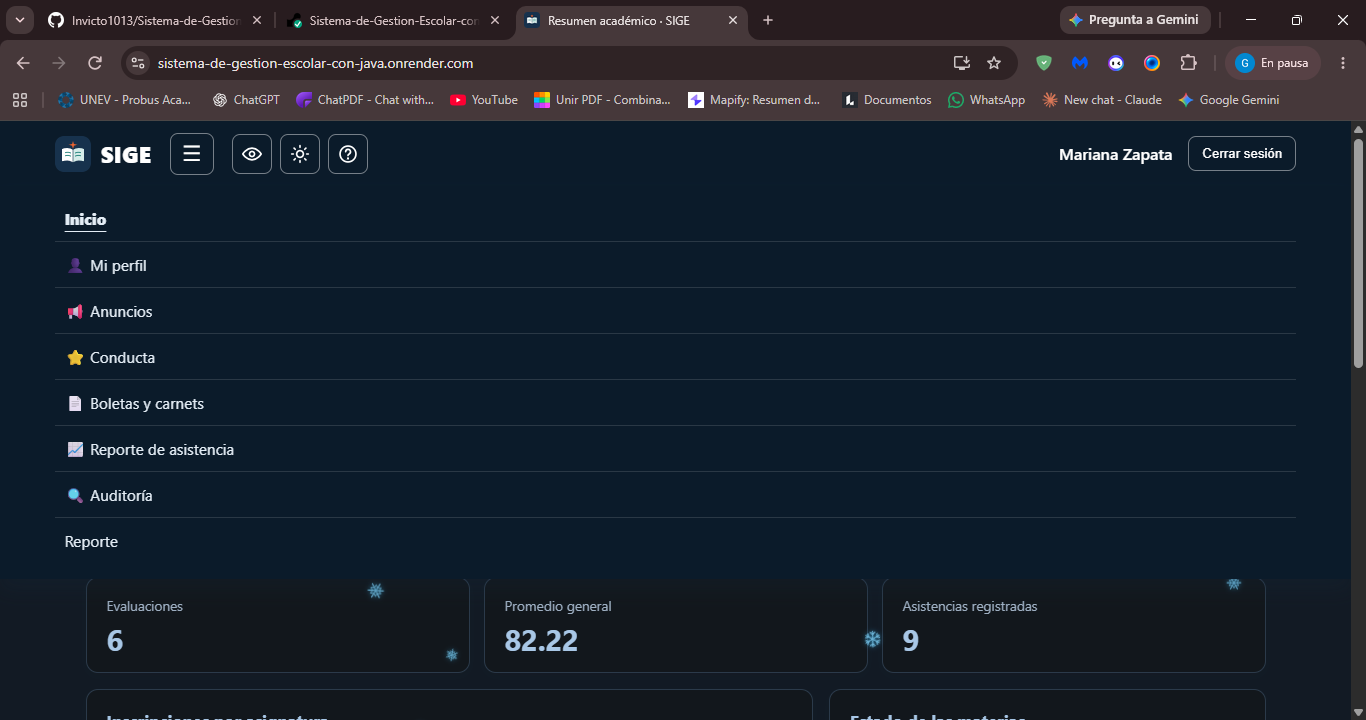 Invicto1013/Sistema-de-Gestion
Sistema-de-Gestion-Escolar-con
Resumen académico · SIGE
Pregunta a Gemini
sistema-de-gestion-escolar-con-java.onrender.com
G
En pausa
UNEV - Probus Aca...
ChatGPT
ChatPDF - Chat with...
YouTube
Unir PDF - Combina...
Mapify: Resumen d...
Documentos
WhatsApp
New chat - Claude
Google Gemini
SIGE
Mariana Zapata
Cerrar sesión
Inicio
Mi perfil
Anuncios
Conducta
Boletas y carnets
Reporte de asistencia
Auditoría
Reporte
Evaluaciones
Promedio general
Asistencias registradas
6
82.22
9